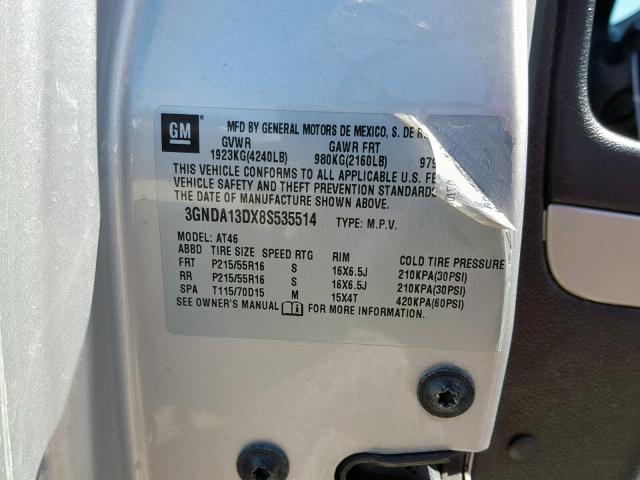 GM
MFD BY GENERAL MOTORS DE MEXICO, S. DE R.
GVWR GAWR FRT
1923KG(4240LB) 980KG(2160LB) 979
THIS VEHICLE CONFORMS TO ALL APPLICABLE U.S. FE
VEHICLE SAFETY AND THEFT PREVENTION STANDARDS
DATE OF MANUFACTURE SHOWN ABOVE.
3GNDA13DX8S535514 TYPE: M.P.V.
MODEL: AT46
ABBD TIRE SIZE SPEED RTG RIM COLD TIRE PRESSURE
FRT P215/55R16 S 16X6.5J 210KPA(30PSI)
RR P215/55R16 S 16X6.5J 210KPA(30PSI)
SPA T115/70D15 M 15X4T 420KPA(60PSI)
SEE OWNER'S MANUAL FOR MORE INFORMATION.